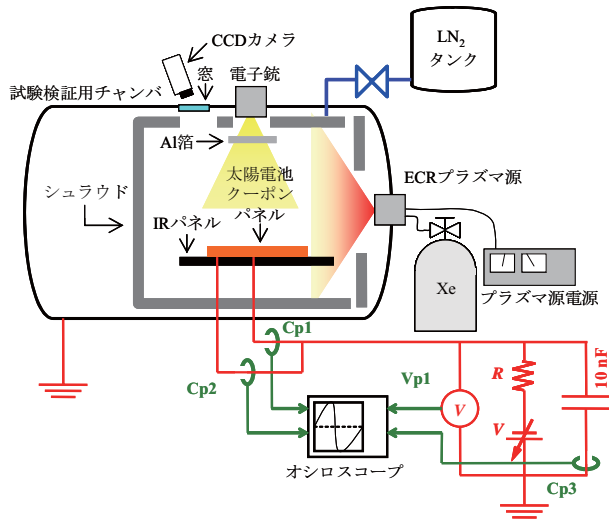 CCDカメラ
窓
電子銃
LN2
タンク
試験検証用チャンバ
Al箔
太陽電池
クーポン
パネル
シュラウド
IRパネル
ECRプラズマ源
Xe
プラズマ源電源
Cp1
Cp2
Vp1
V
R
V
10 nF
オシロスコープ
Cp3